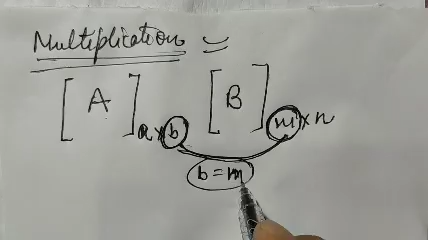 Multiplication =
[A]a×b [B]m×n
b = m